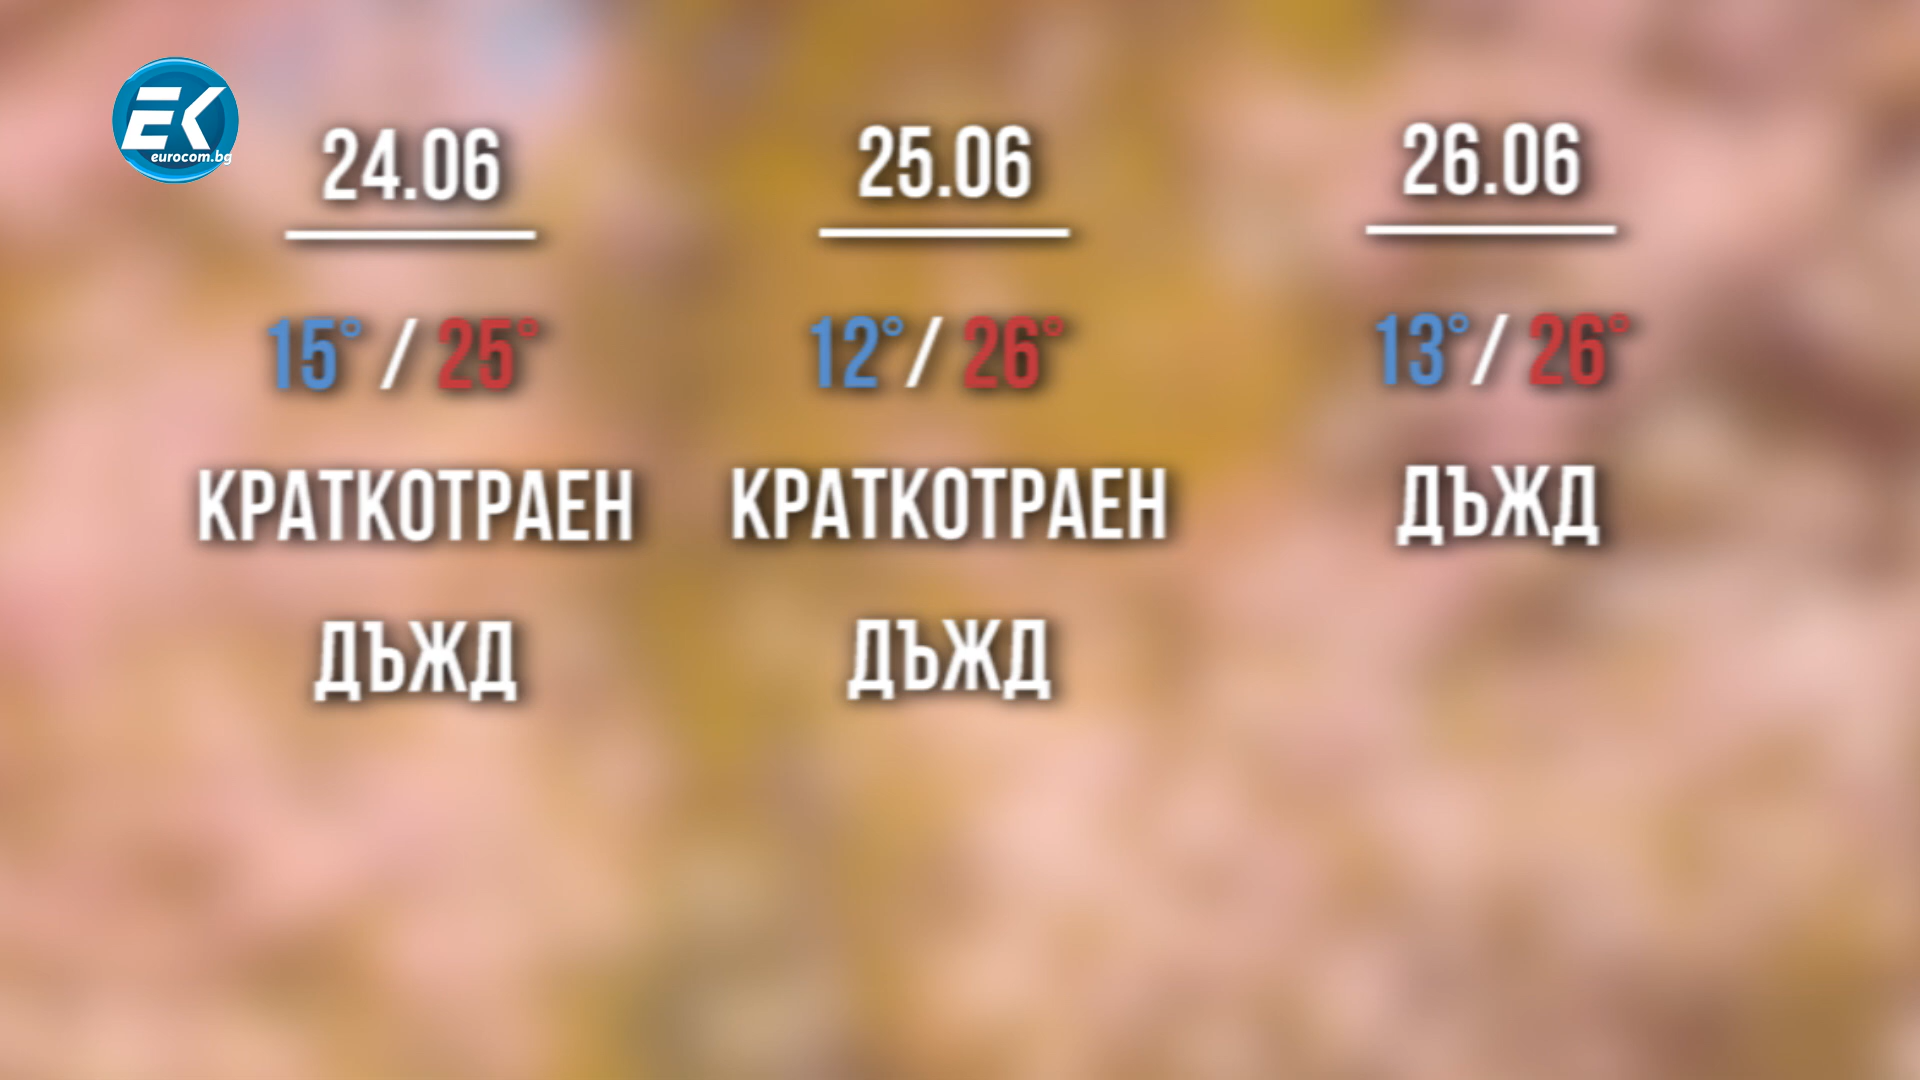 EK
eurocom.bg
24.06
15° / 25°
КРАТКОТРАЕН
ДЪЖД
25.06
12°/ 26°
КРАТКОТРАЕН
ДЪЖД
26.06
13°/ 26°
ДЪЖД